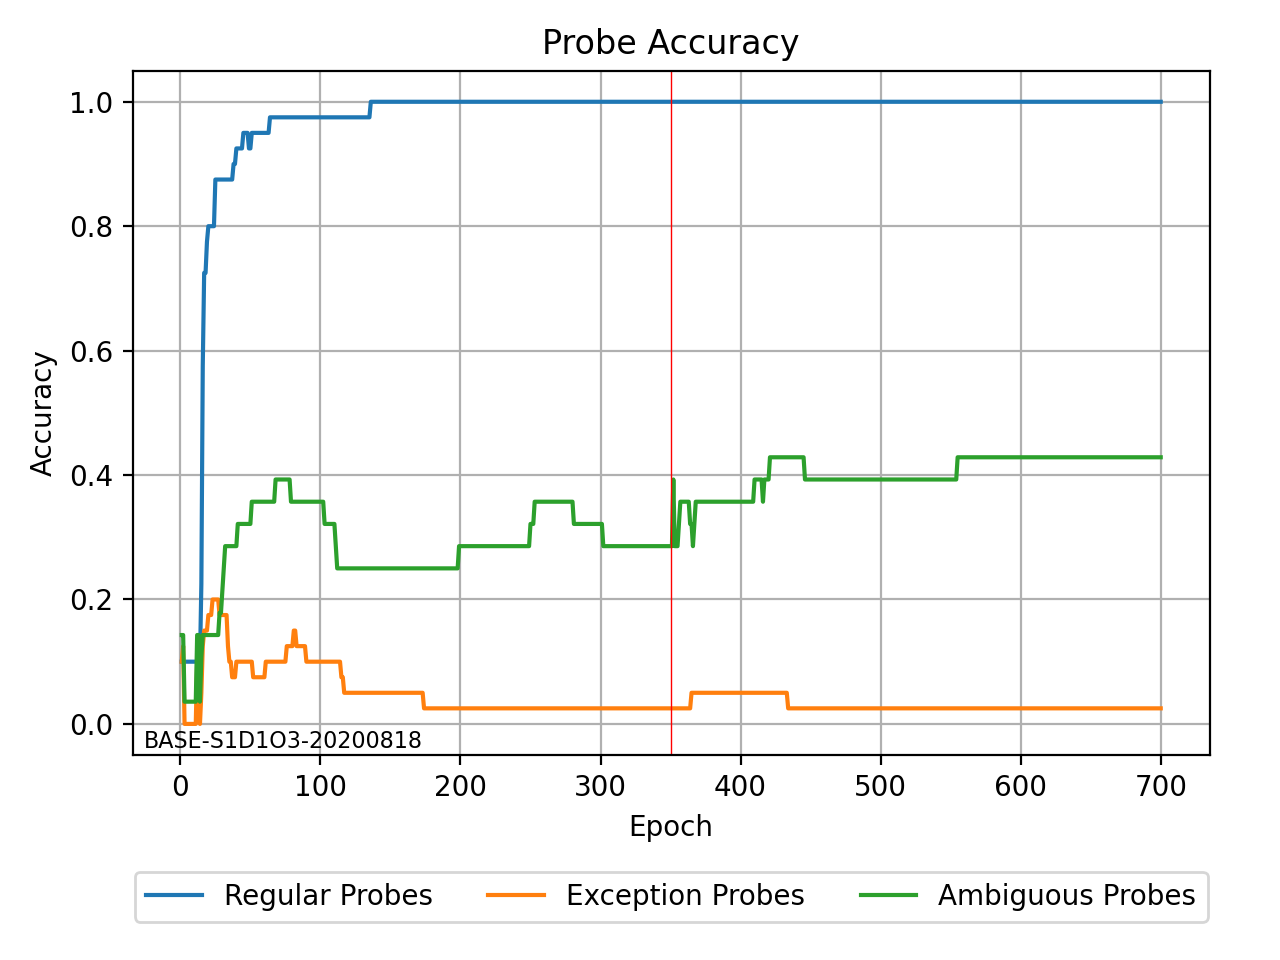 Probe Accuracy
1.0
0.8
0.6
0.4
0.2
0.0
Accuracy
BASE-S1D1O3-20200818
0 100 200 300 400 500 600 700
Epoch
Regular Probes Exception Probes Ambiguous Probes